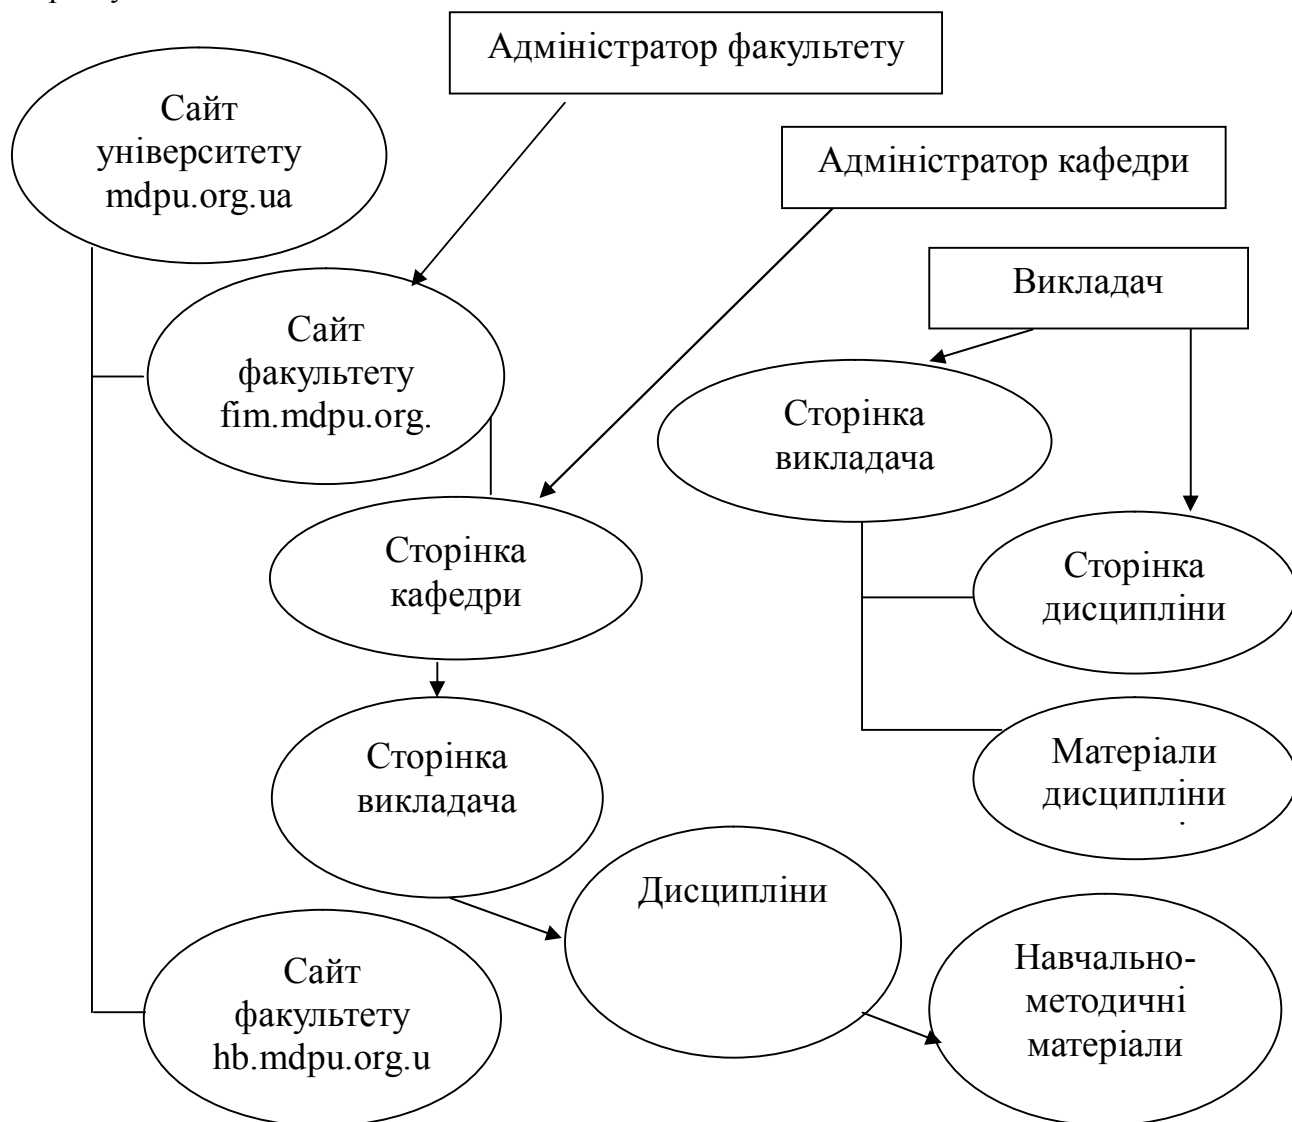 Адміністратор факультету
Сайт
університету
mdpu.org.ua
Адміністратор кафедри
Викладач
Сайт
факультету
fim.mdpu.org.
Сторінка
викладача
Сторінка
кафедри
Сторінка
дисципліни
Сторінка
викладача
Матеріали
дисципліни
Дисципліни
Сайт
факультету
hb.mdpu.org.u
Навчально-
методичні
матеріали